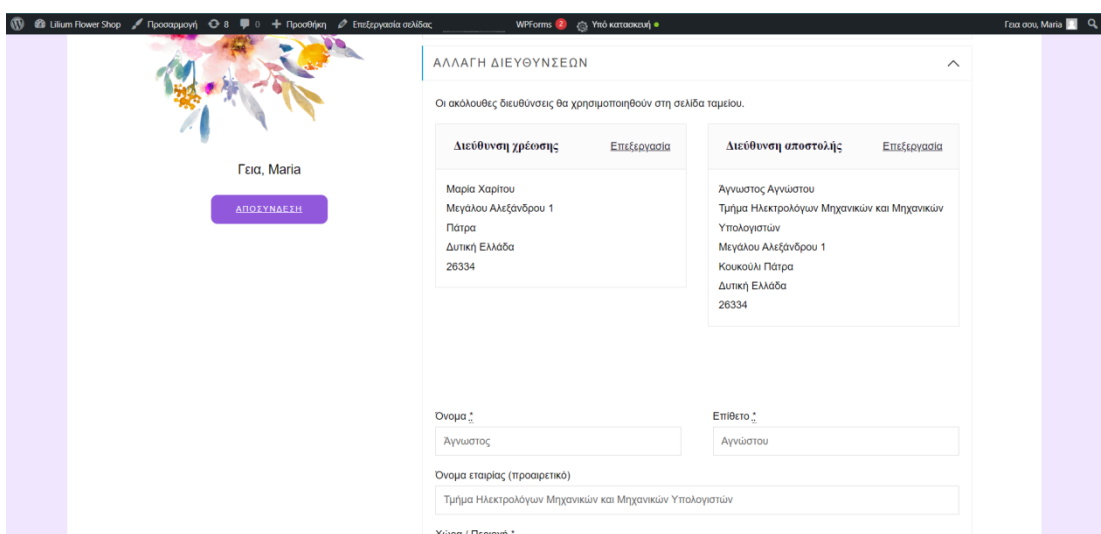 Lilium Flower Shop Προσαρμογή 8 0 Προσθήκη Επεξεργασία σελίδας WPForms 2 Υπό κατασκευή Γεια σου, Maria
ΑΛΛΑΓΗ ΔΙΕΥΘΥΝΣΕΩΝ
Οι ακόλουθες διευθύνσεις θα χρησιμοποιηθούν στη σελίδα ταμείου.
Γεια, Maria
ΑΠΟΣΥΝΔΕΣΗ
Διεύθυνση χρέωσης Επεξεργασία
Μαρία Χαρίτου
Μεγάλου Αλεξάνδρου 1
Πάτρα
Δυτική Ελλάδα
26334
Διεύθυνση αποστολής Επεξεργασία
Άγνωστος Αγνώστου
Τμήμα Ηλεκτρολόγων Μηχανικών και Μηχανικών
Υπολογιστών
Μεγάλου Αλεξάνδρου 1
Κουκούλι Πάτρα
Δυτική Ελλάδα
26334
Όνομα * Επίθετο *
Άγνωστος Αγνώστου
Όνομα εταιρίας (προαιρετικό)
Τμήμα Ηλεκτρολόγων Μηχανικών και Μηχανικών Υπολογιστών
Χώρα / Περιοχή *